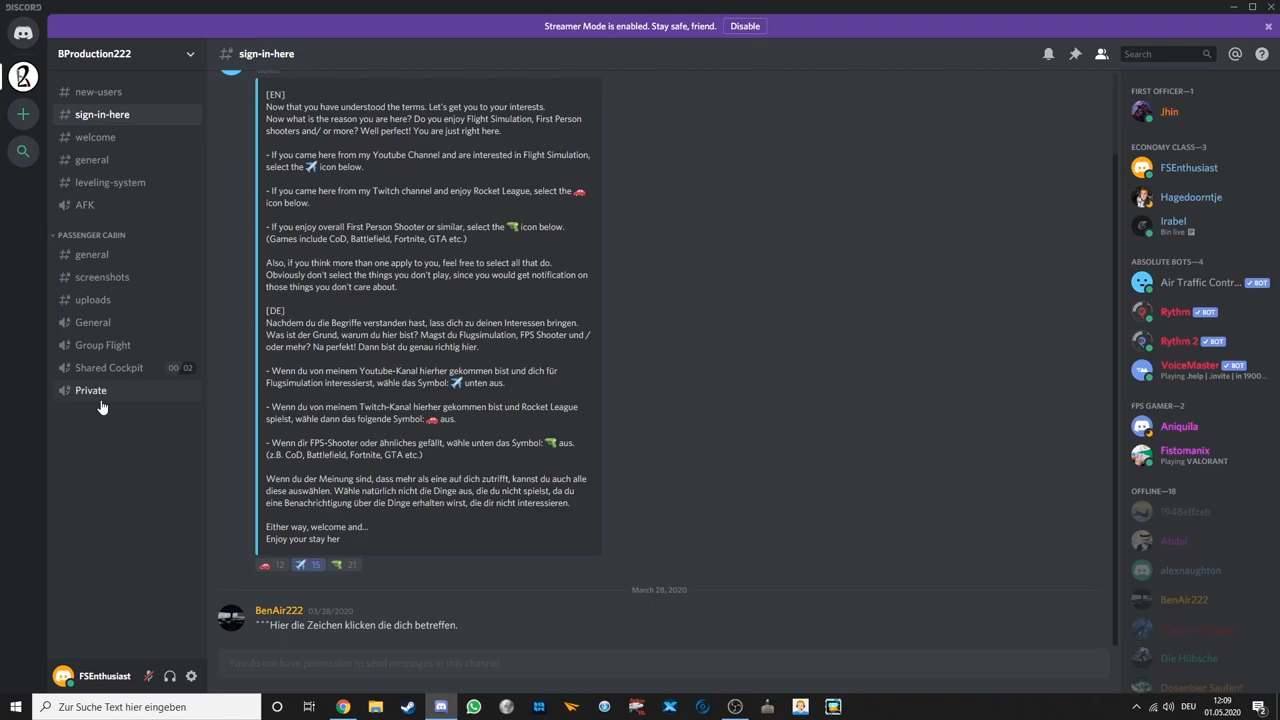 DISCORD
Streamer Mode is enabled. Stay safe, friend.
Disable
BProduction222
new-users
sign-in-here
welcome
general
leveling-system
AFK
PASSENGER CABIN
general
screenshots
uploads
General
Group Flight
Shared Cockpit 00 02
Private
FSEnthusiast
sign-in-here
Search
[EN]
Now that you have understood the terms. Let's get you to your interests.
Now what is the reason you are here? Do you enjoy Flight Simulation, First Person
shooters and/ or more? Well perfect! You are just right here.
- If you came here from my Youtube Channel and are interested in Flight Simulation,
select the ✈️ icon below.
- If you came here from my Twitch channel and enjoy Rocket League, select the 🚗
icon below.
- If you enjoy overall First Person Shooter or similar, select the 🔫 icon below.
(Games include CoD, Battlefield, Fortnite, GTA etc.)
Also, if you think more than one apply to you, feel free to select all that do.
Obviously don't select the things you don't play, since you would get notification on
those things you don't care about.
[DE]
Nachdem du die Begriffe verstanden hast, lass dich zu deinen Interessen bringen.
Was ist der Grund, warum du hier bist? Magst du Flugsimulation, FPS Shooter und /
oder mehr? Na perfekt! Dann bist du genau richtig hier.
- Wenn du von meinem Youtube-Kanal hierher gekommen bist und dich für
Flugsimulation interessierst, wähle das Symbol: ✈️ unten aus.
- Wenn du von meinem Twitch-Kanal hierher gekommen bist und Rocket League
spielst, wähle dann das folgende Symbol: 🚗 aus.
- Wenn dir FPS-Shooter oder ähnliches gefällt, wähle unten das Symbol: 🔫 aus.
(z.B. CoD, Battlefield, Fortnite, GTA etc.)
Wenn du der Meinung sind, dass mehr als eine auf dich zutrifft, kannst du auch alle
diese auswählen. Wähle natürlich nicht die Dinge aus, die du nicht spielst, da du
eine Benachrichtigung über die Dinge erhalten wirst, die dir nicht interessieren.
Either way, welcome and...
Enjoy your stay her
12 15 21
March 28, 2020
BenAir222 03/28/2020
^^^Hier die Zeichen klicken die dich betreffen.
You do not have permission to send messages in this channel
FIRST OFFICER—1
Jhin
ECONOMY CLASS—3
FSEnthusiast
Hagedoorntje
Irabel
Bin live
ABSOLUTE BOTS—4
Air Traffic Contr... BOT
Rythm BOT
Rythm 2 BOT
VoiceMaster BOT
Playing .help | .invite | in 1900...
FPS GAMER—2
Aniquila
Fistomanix
Playing VALORANT
OFFLINE—18
1948effzeh
Abdul
alexnaughton
BenAir222
Die Hübsche
Dosenbier Saufen!
Zur Suche Text hier eingeben
DEU
12:09
01.05.2020